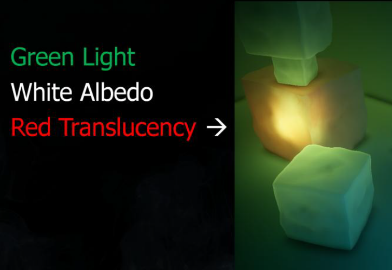 Green Light
White Albedo
Red Translucency →